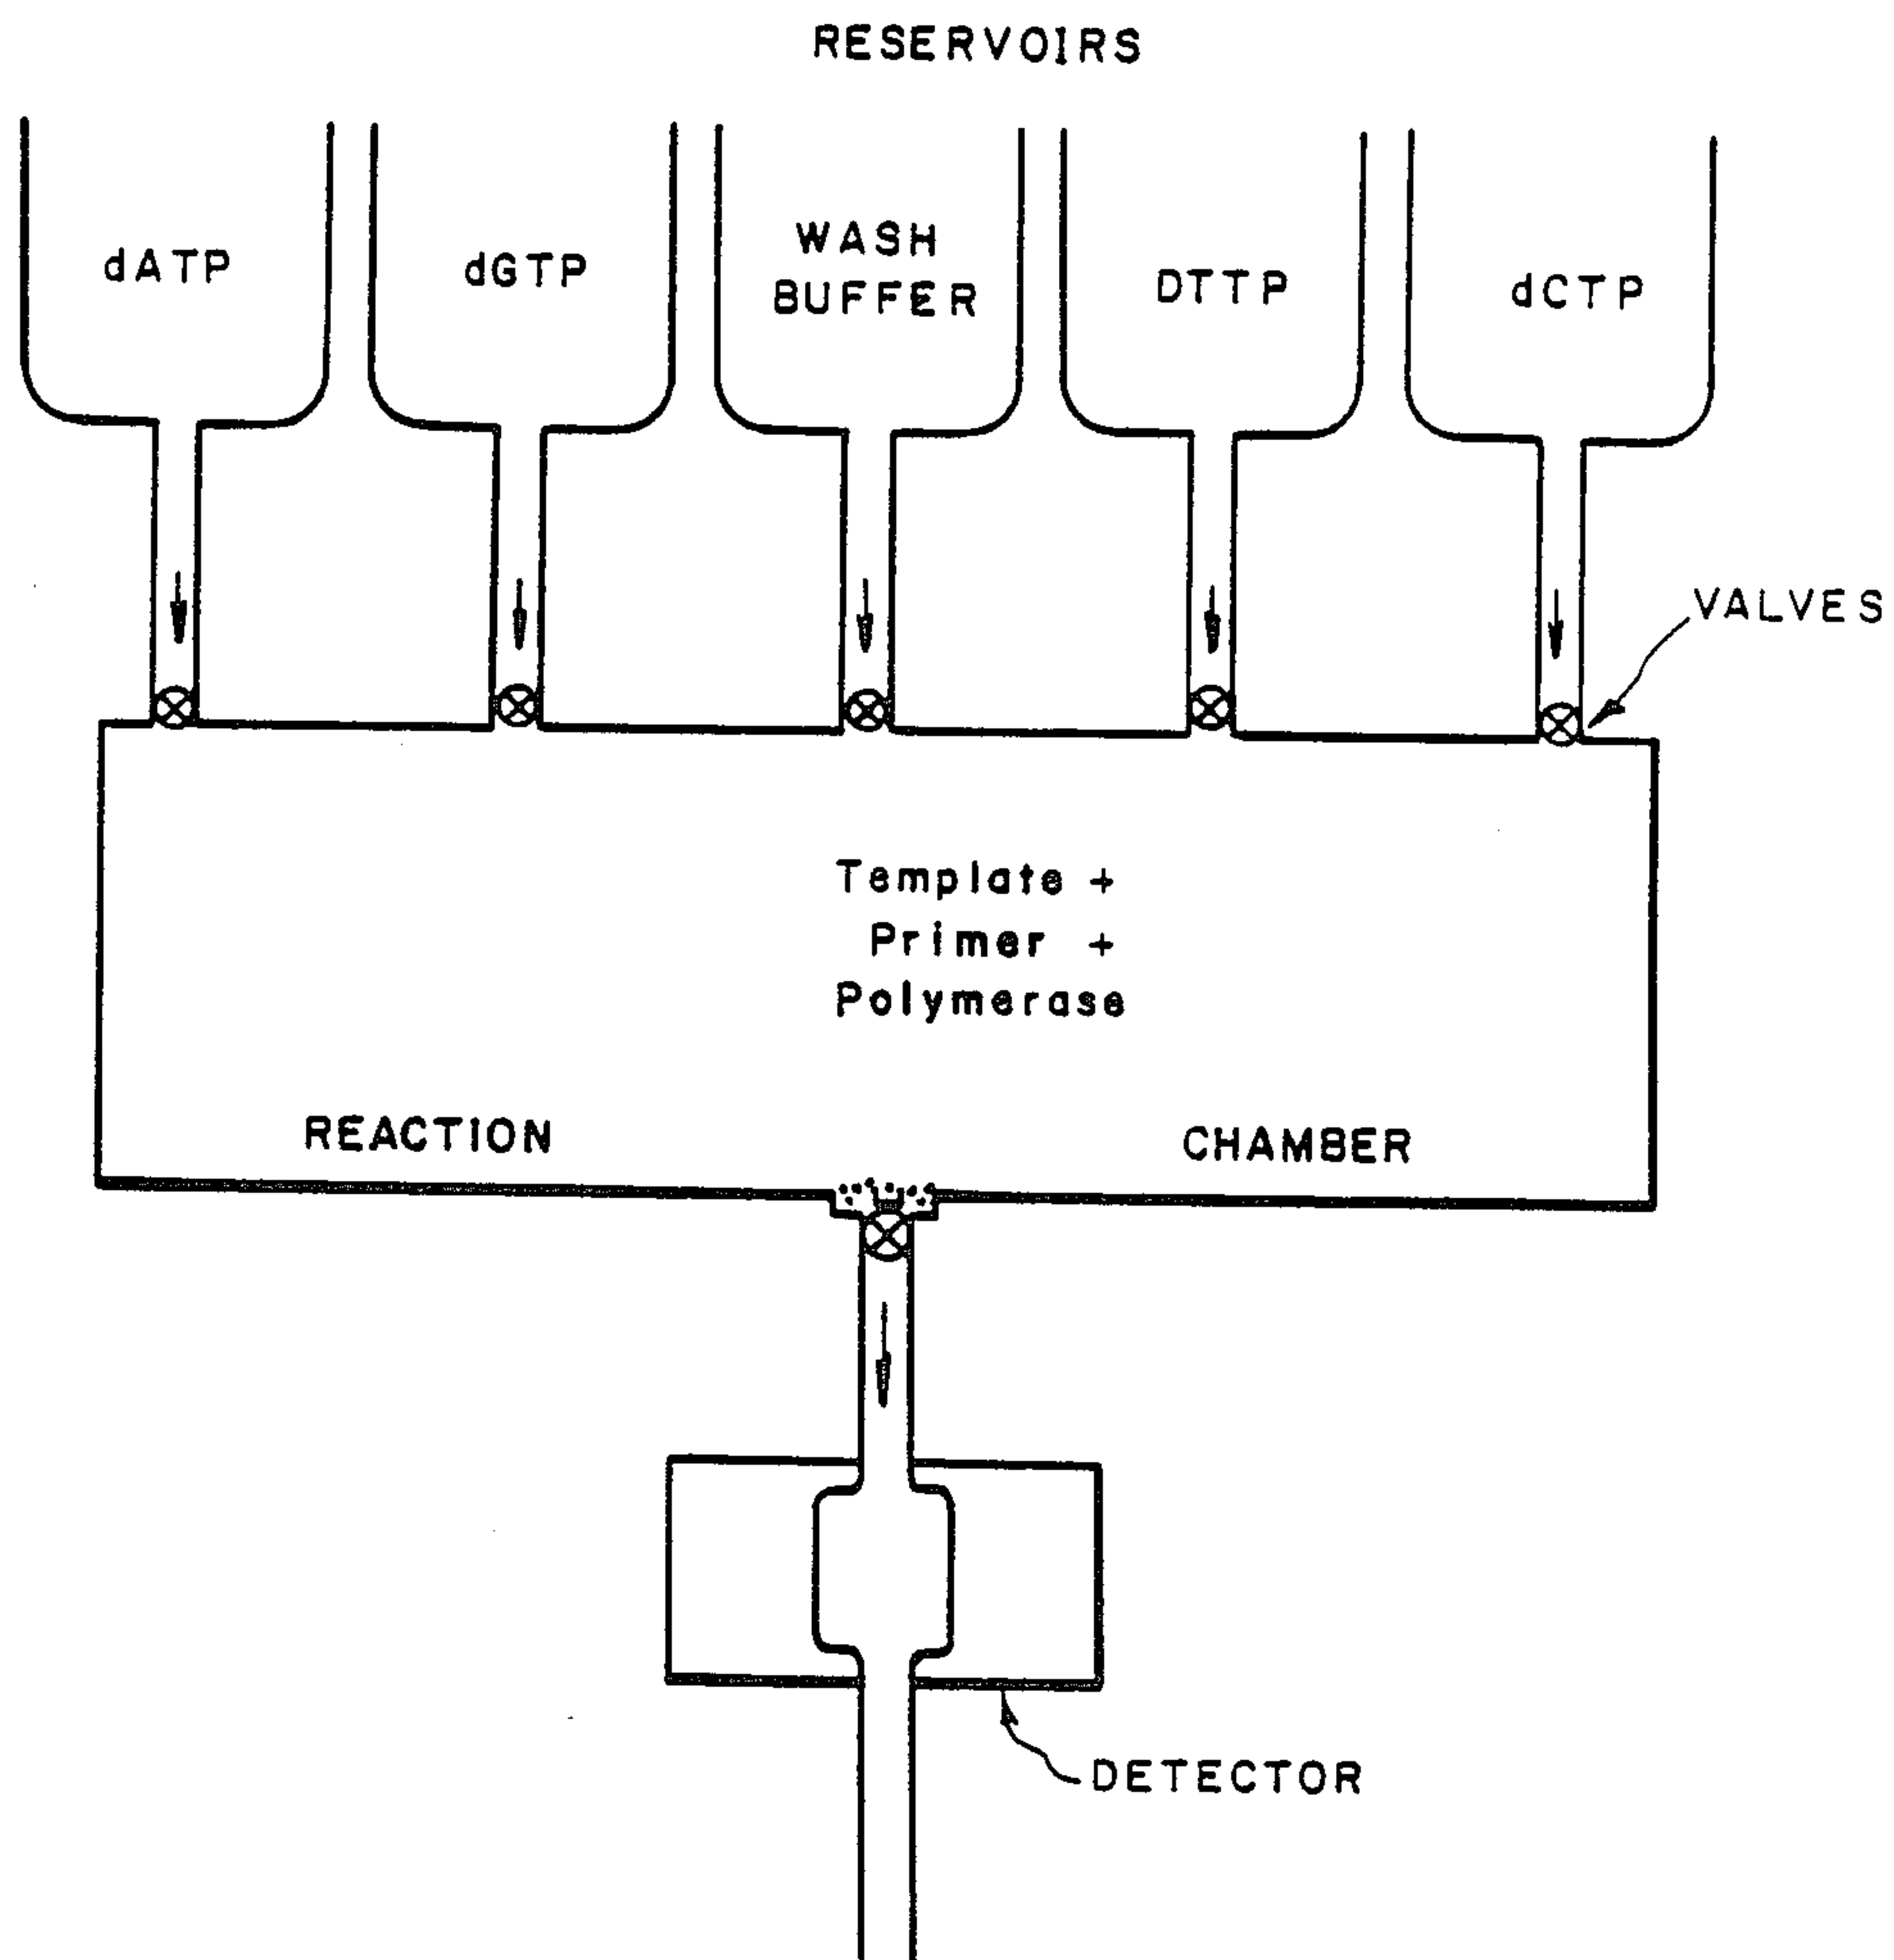 RESERVOIRS
dATP
dGTP
WASH
BUFFER
DTTP
dCTP
VALVES
Template +
Primer +
Polymerase
REACTION CHAMBER
DETECTOR